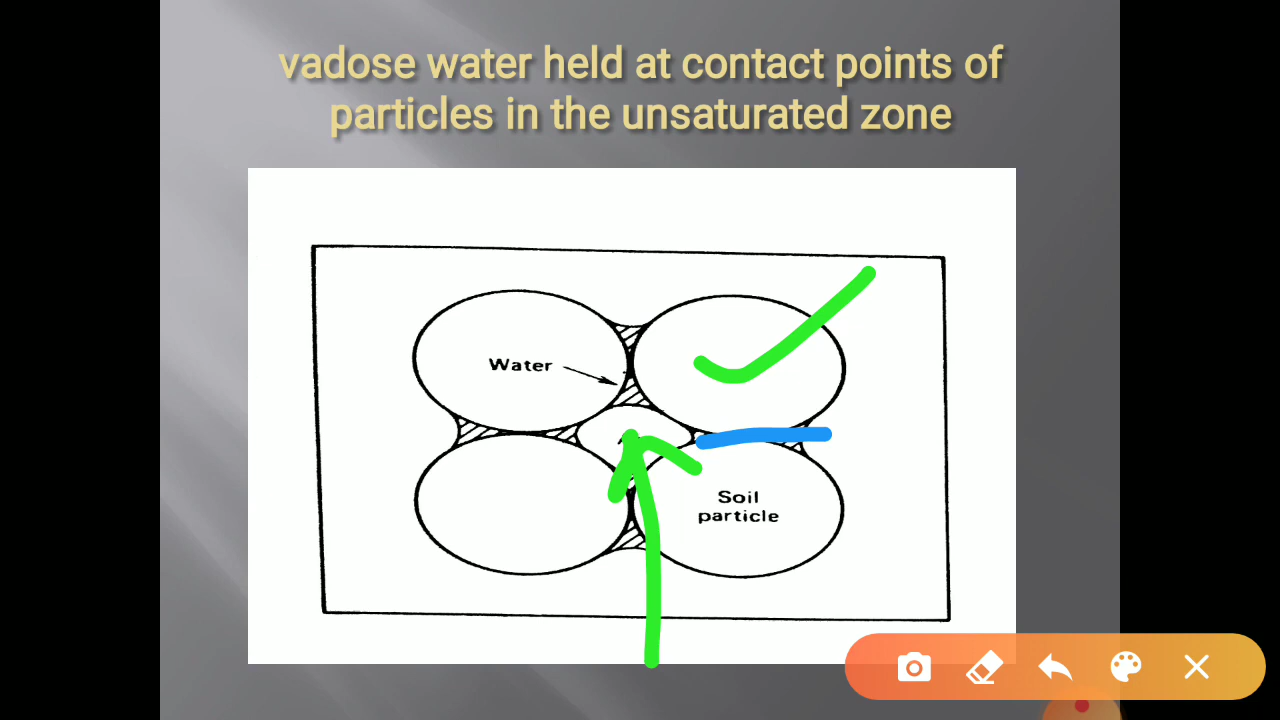 vadose water held at contact points of
particles in the unsaturated zone
Water
Soil
particle